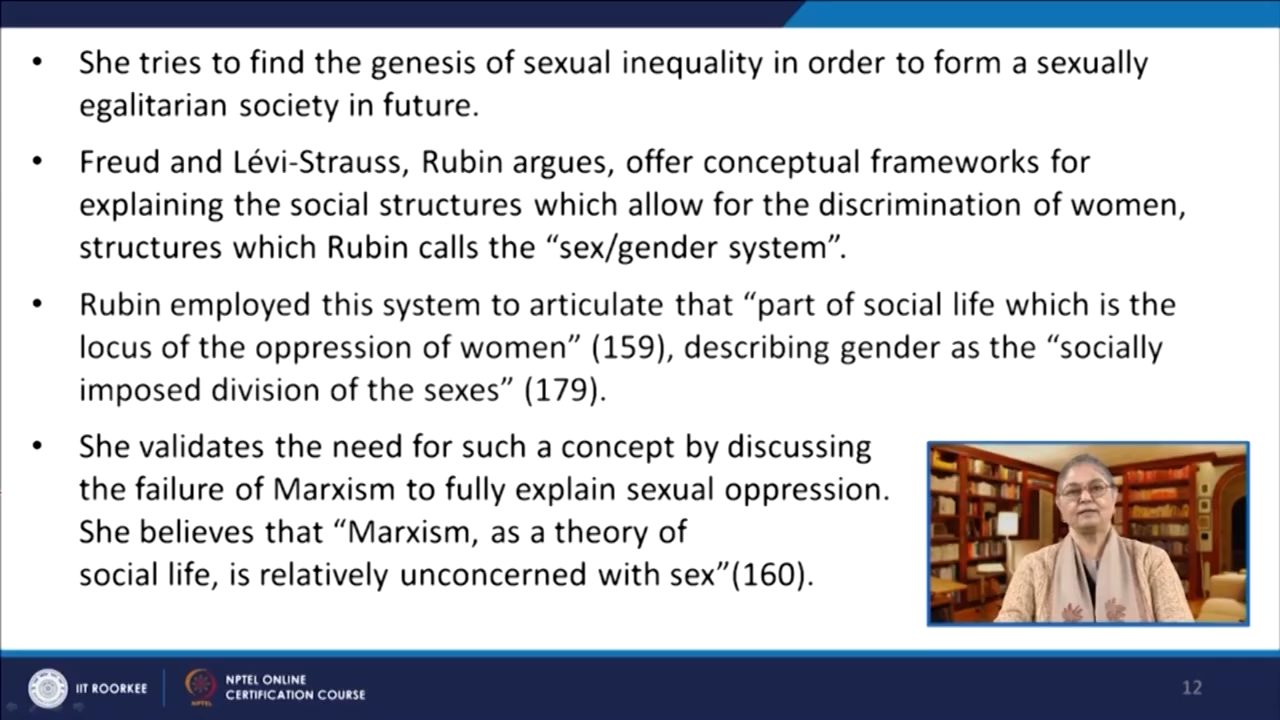 • She tries to find the genesis of sexual inequality in order to form a sexually
egalitarian society in future.
• Freud and Lévi-Strauss, Rubin argues, offer conceptual frameworks for
explaining the social structures which allow for the discrimination of women,
structures which Rubin calls the “sex/gender system”.
• Rubin employed this system to articulate that “part of social life which is the
locus of the oppression of women” (159), describing gender as the “socially
imposed division of the sexes” (179).
• She validates the need for such a concept by discussing
the failure of Marxism to fully explain sexual oppression.
She believes that “Marxism, as a theory of
social life, is relatively unconcerned with sex”(160).
IIT ROORKEE
NPTEL
NPTEL ONLINE
CERTIFICATION COURSE
12